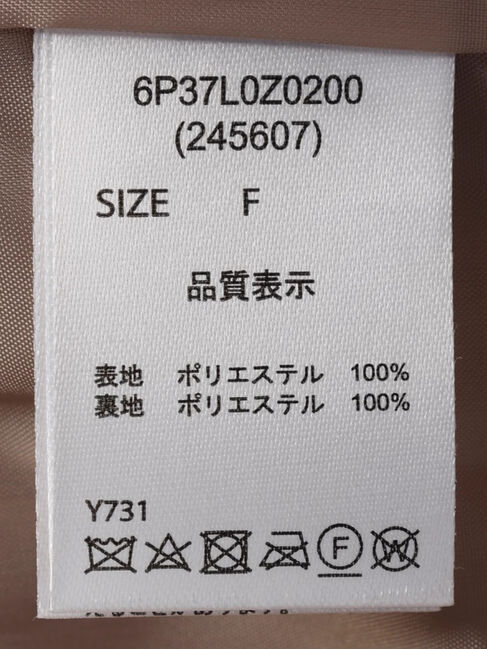 6P37L0Z0200
(245607)
SIZE F
品質表示
表地 ポリエステル 100%
裏地 ポリエステル 100%
Y731
F
W